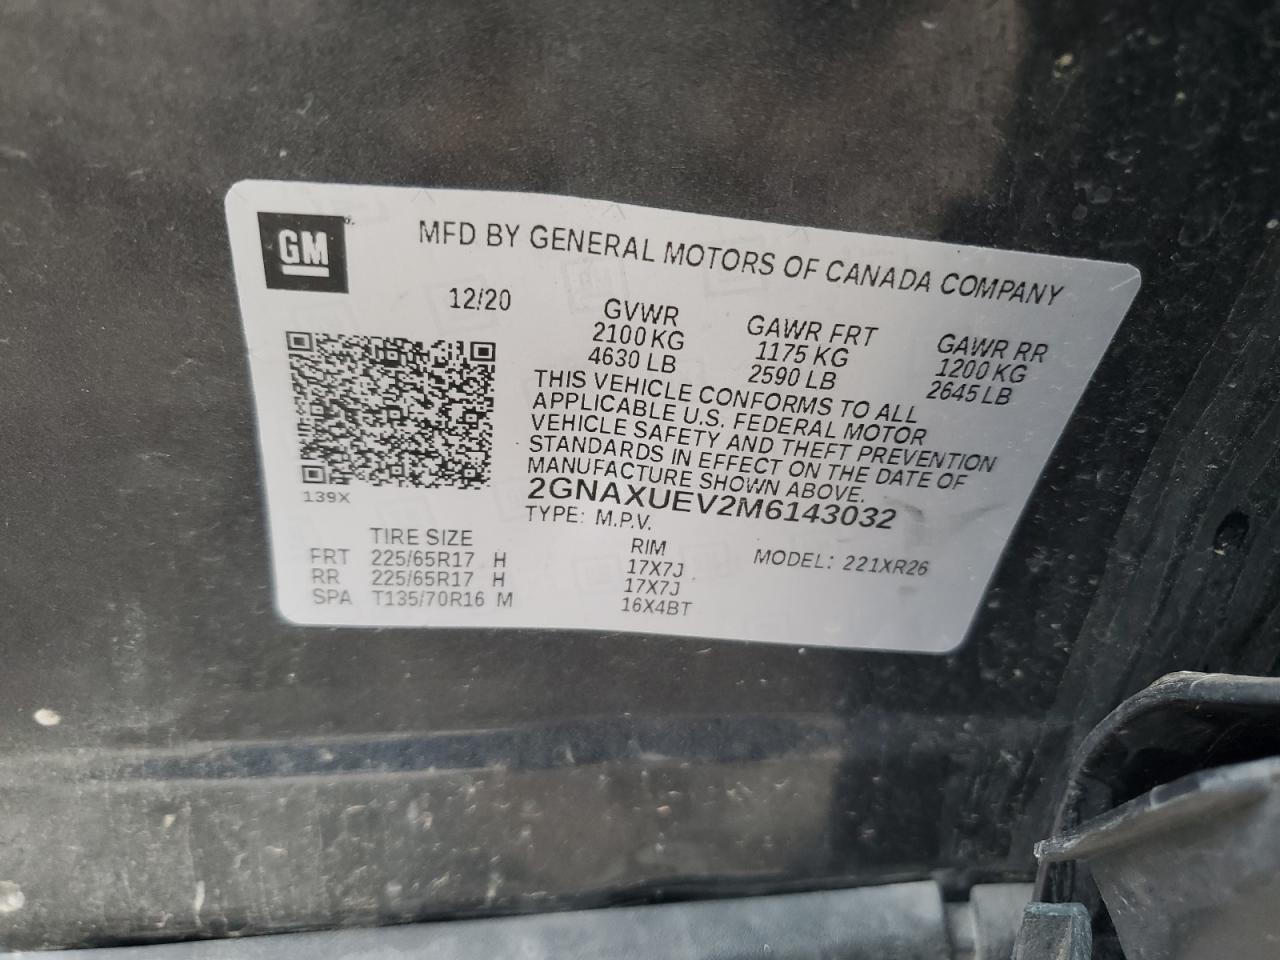 GM
MFD BY GENERAL MOTORS OF CANADA COMPANY
12/20
GVWR
2100 KG
4630 LB
GAWR FRT
1175 KG
2590 LB
GAWR RR
1200 KG
2645 LB
THIS VEHICLE CONFORMS TO ALL
APPLICABLE U.S. FEDERAL MOTOR
VEHICLE SAFETY AND THEFT PREVENTION
STANDARDS IN EFFECT ON THE DATE OF
MANUFACTURE SHOWN ABOVE.
2GNAXUEV2M6143032
TYPE: M.P.V.
MODEL: 221XR26
139X
TIRE SIZE RIM
FRT 225/65R17 H 17X7J
RR 225/65R17 H 17X7J
SPA T135/70R16 M 16X4BT